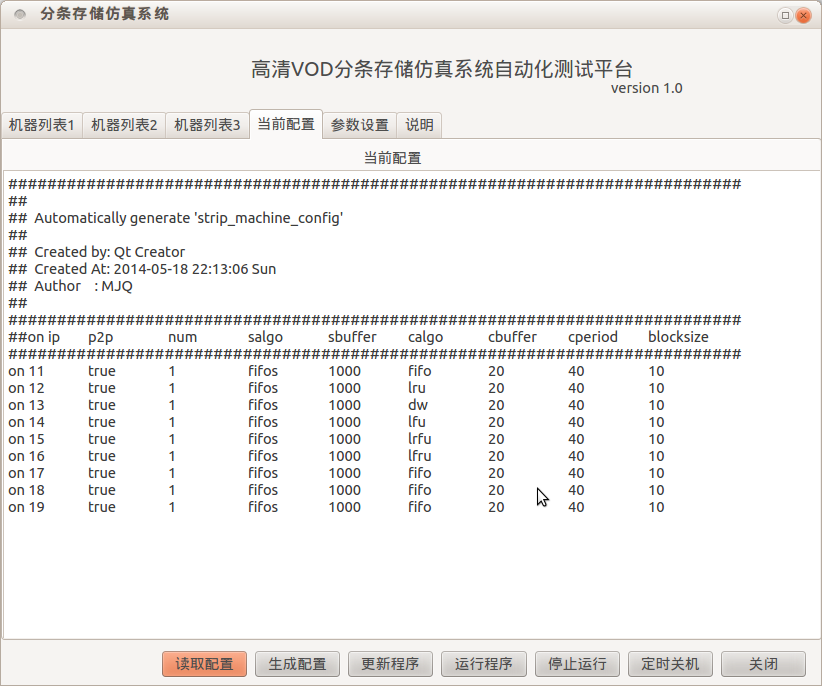 分条存储仿真系统
高清VOD分条存储仿真系统自动化测试平台
version 1.0
机器列表1 机器列表2 机器列表3 当前配置 参数设置 说明
当前配置
###########################################################################
##
## Automatically generate 'strip_machine_config'
##
## Created by: Qt Creator
## Created At: 2014-05-18 22:13:06 Sun
## Author : MJQ
##
###########################################################################
##on ip p2p num salgo sbuffer calgo cbuffer cperiod blocksize
###########################################################################
on 11 true 1 fifos 1000 fifo 20 40 10
on 12 true 1 fifos 1000 lru 20 40 10
on 13 true 1 fifos 1000 dw 20 40 10
on 14 true 1 fifos 1000 lfu 20 40 10
on 15 true 1 fifos 1000 lrfu 20 40 10
on 16 true 1 fifos 1000 lfru 20 40 10
on 17 true 1 fifos 1000 fifo 20 40 10
on 18 true 1 fifos 1000 fifo 20 40 10
on 19 true 1 fifos 1000 fifo 20 40 10
读取配置 生成配置 更新程序 运行程序 停止运行 定时关机 关闭